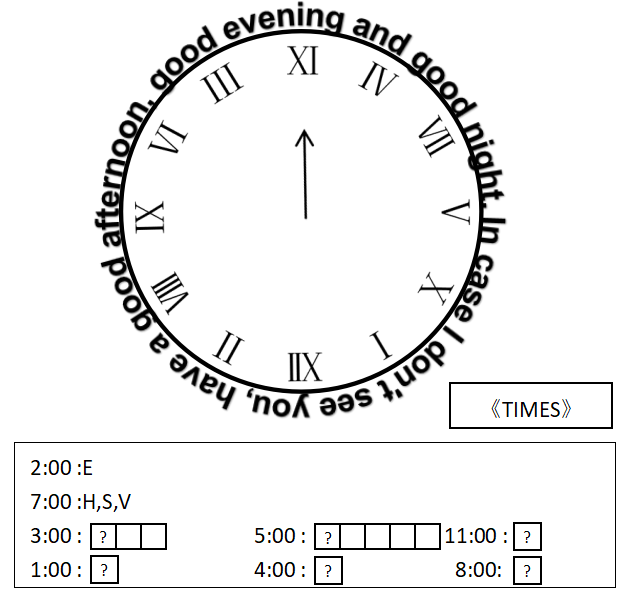 In case I don't see you, have a good afternoon, good evening and good night.
XI
IV
VII
V
X
I
XII
II
VIII
IX
VI
III
《TIMES》
2:00 :E
7:00 :H,S,V
3:00 : ? 5:00 : ? 11:00 : ?
1:00 : ? 4:00 : ? 8:00: ?